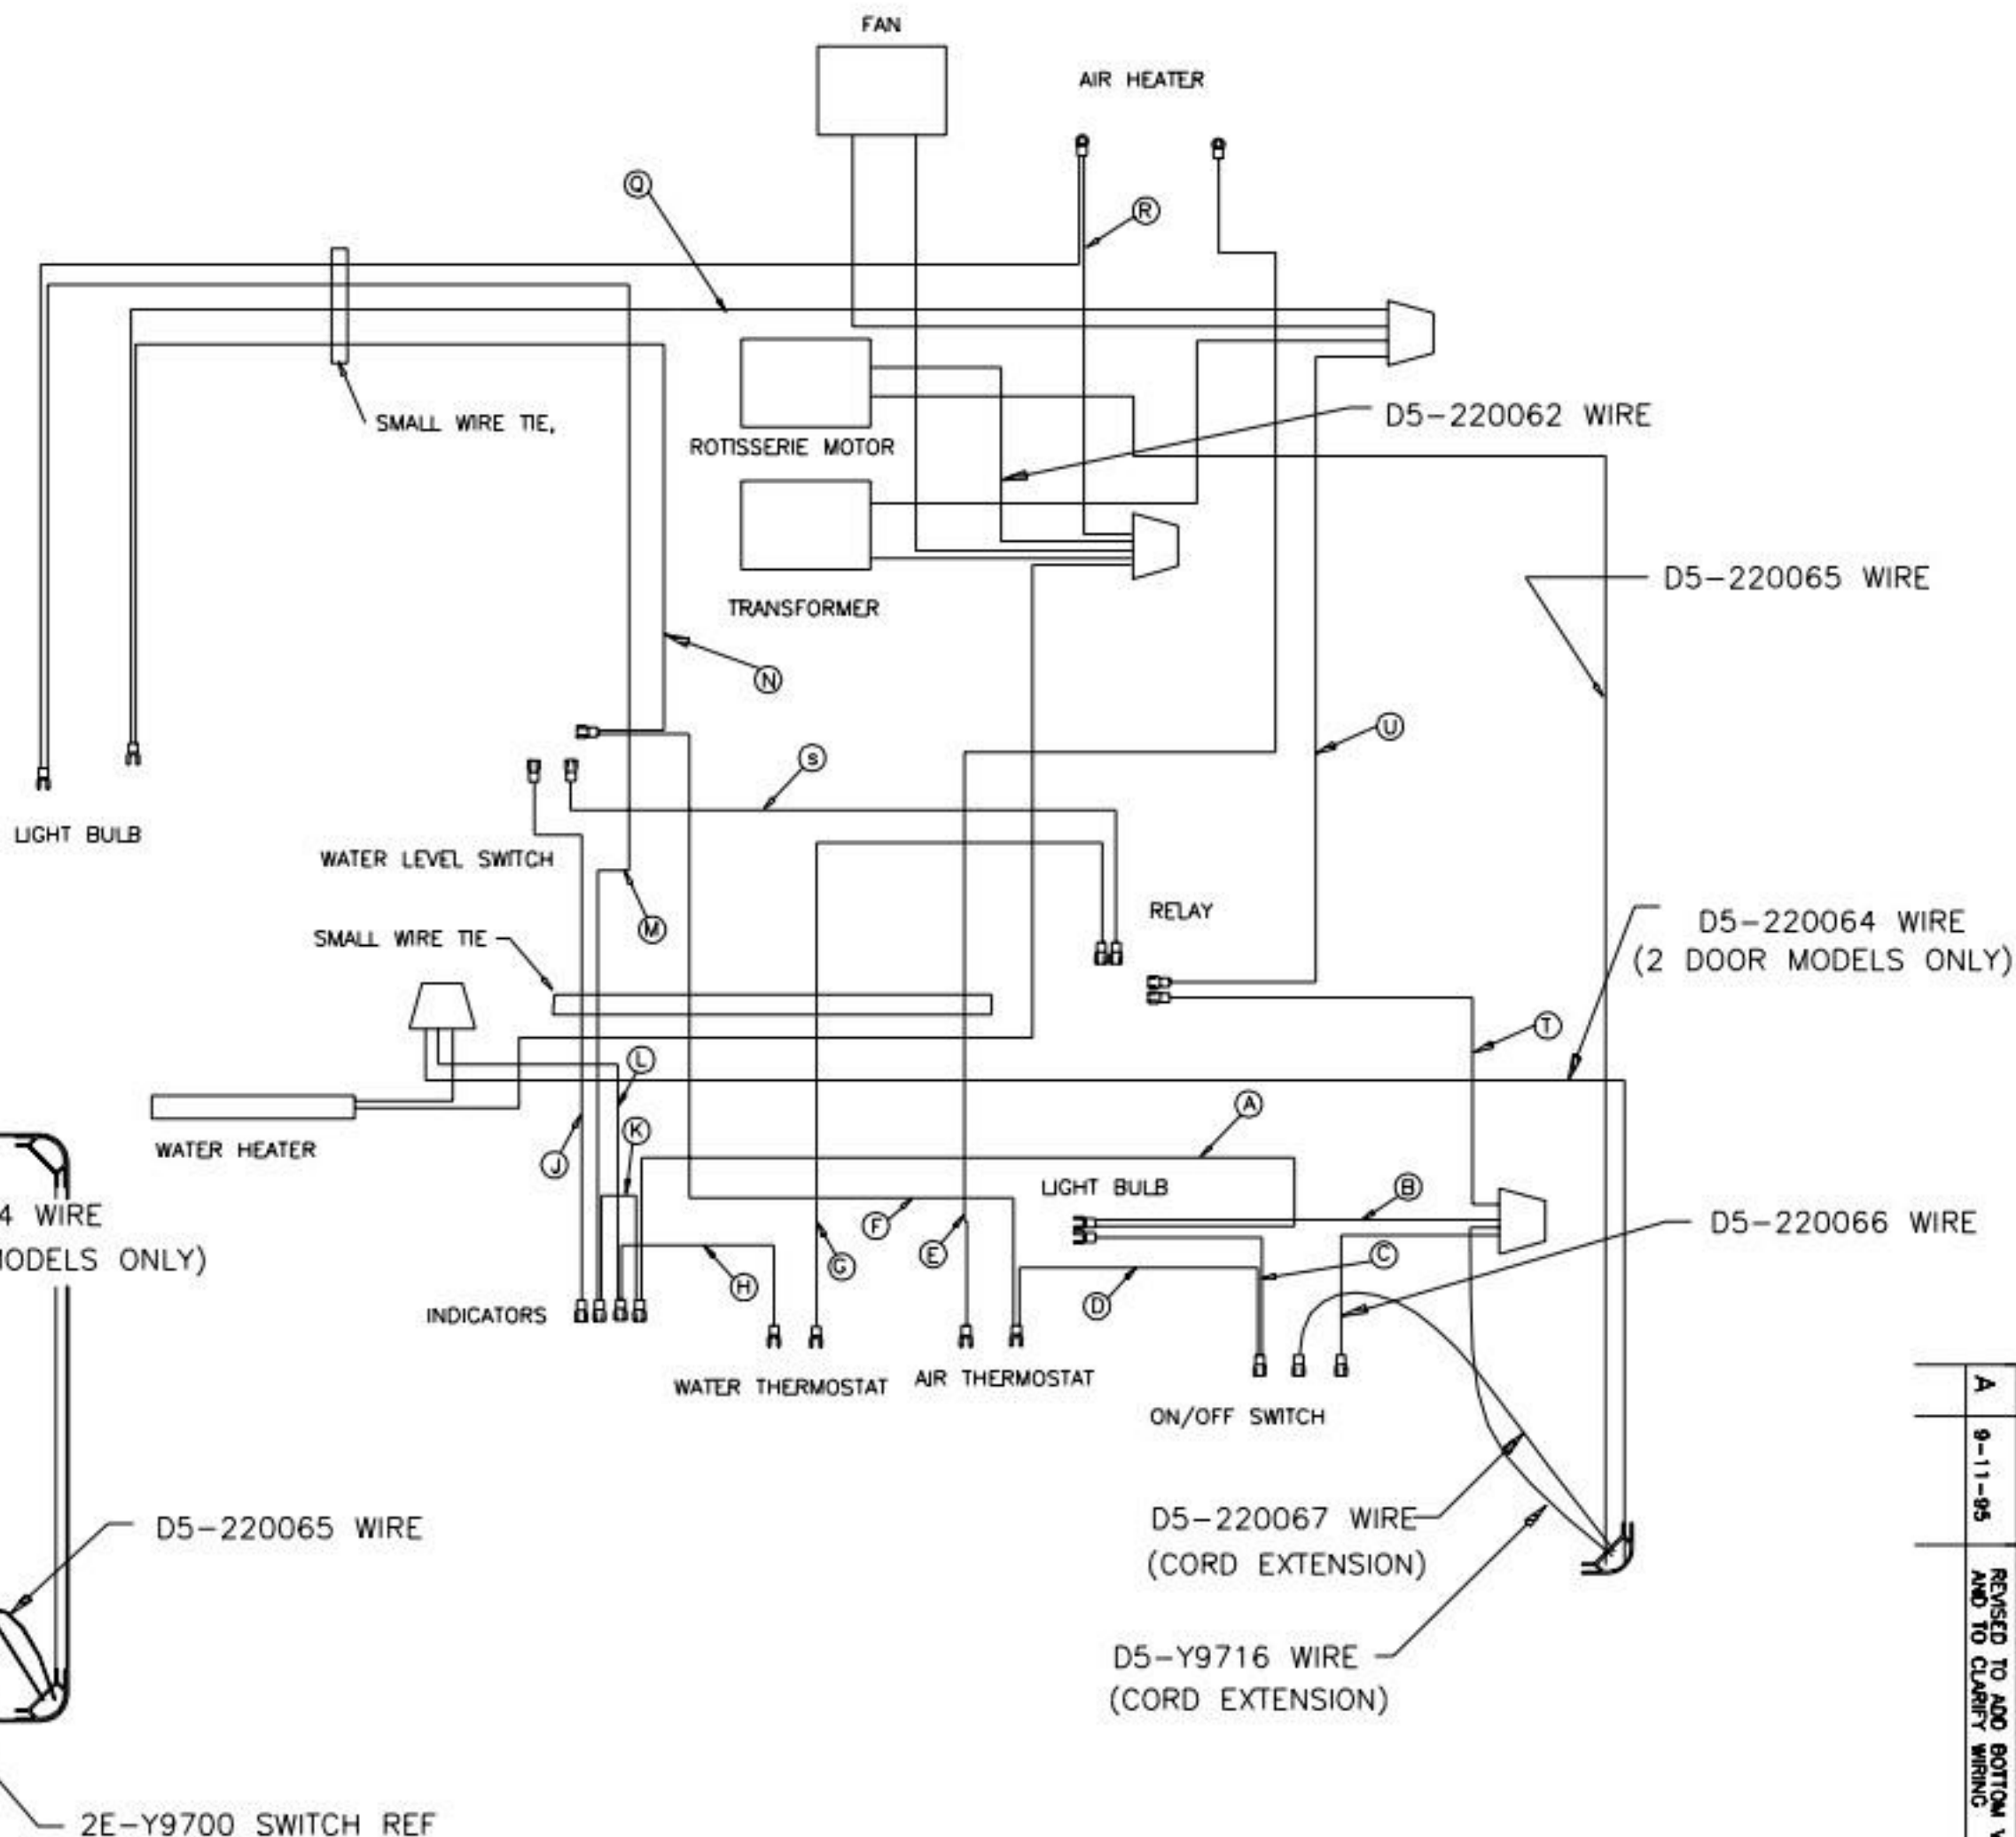 FAN
AIR HEATER
Q
R
SMALL WIRE TIE,
D5-220062 WIRE
ROTISSERIE MOTOR
D5-220065 WIRE
TRANSFORMER
N
U
S
LIGHT BULB
WATER LEVEL SWITCH
M
RELAY
D5-220064 WIRE
(2 DOOR MODELS ONLY)
SMALL WIRE TIE
T
L
A
K
WATER HEATER
J
LIGHT BULB
B
4 WIRE
MODELS ONLY)
F
E
G
H
C
D
D5-220066 WIRE
INDICATORS
WATER THERMOSTAT
AIR THERMOSTAT
ON/OFF SWITCH
D5-220065 WIRE
D5-220067 WIRE
(CORD EXTENSION)
D5-Y9716 WIRE
(CORD EXTENSION)
2E-Y9700 SWITCH REF
A
9-11-95
REVISED TO ADD BOTTOM
AND TO CLARIFY WIRING